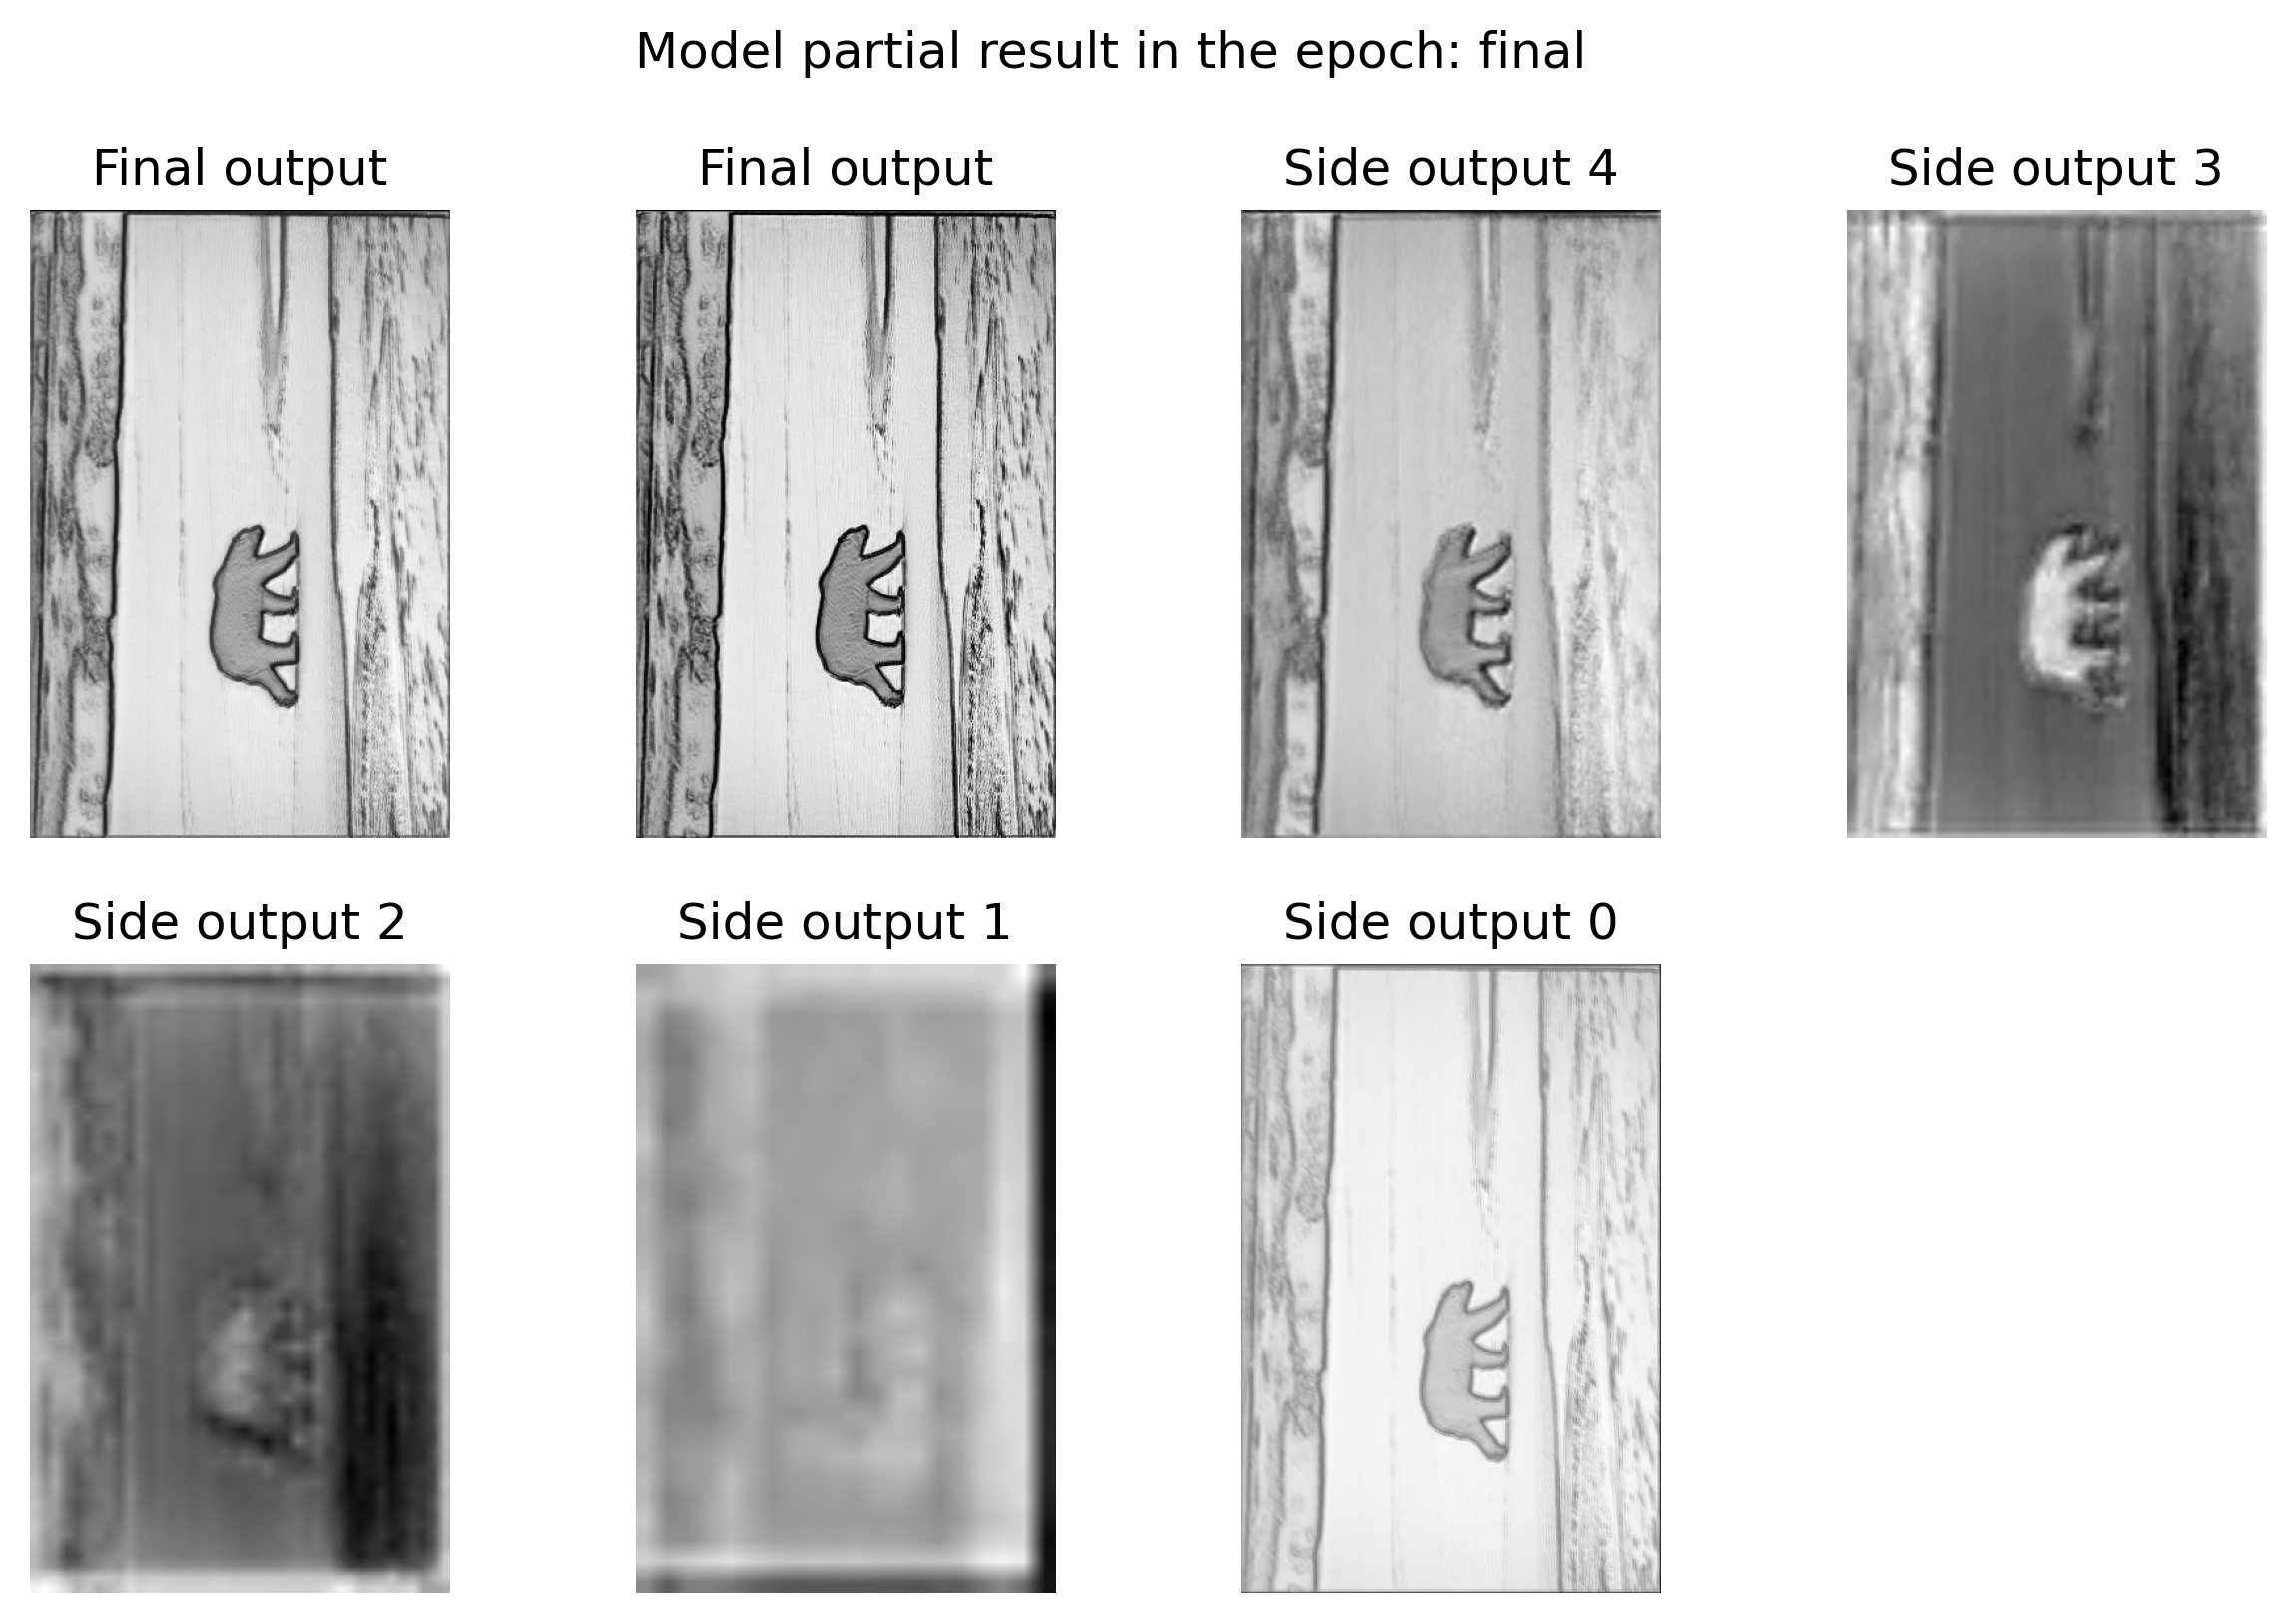 Model partial result in the epoch: final
Final output
Final output
Side output 4
Side output 3
Side output 2
Side output 1
Side output 0